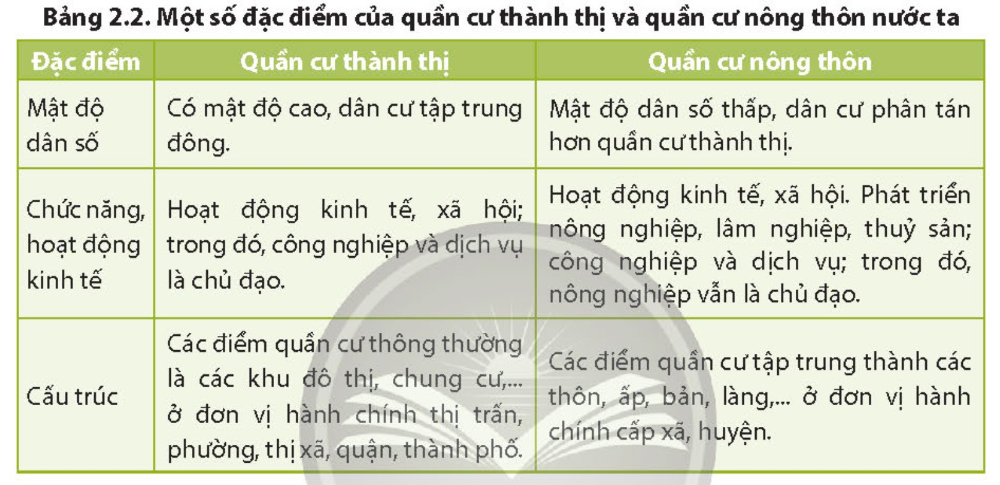 Bảng 2.2. Một số đặc điểm của quần cư thành thị và quần cư nông thôn nước ta
Đặc điểm
Quần cư thành thị
Quần cư nông thôn
Mật độ
dân số
Có mật độ cao, dân cư tập trung
đông.
Mật độ dân số thấp, dân cư phân tán
hơn quần cư thành thị.
Chức năng,
hoạt động
kinh tế
Hoạt động kinh tế, xã hội;
trong đó, công nghiệp và dịch vụ
là chủ đạo.
Hoạt động kinh tế, xã hội. Phát triển
nông nghiệp, lâm nghiệp, thuỷ sản;
công nghiệp và dịch vụ; trong đó,
nông nghiệp vẫn là chủ đạo.
Cấu trúc
Các điểm quần cư thông thường
là các khu đô thị, chung cư,...
ở đơn vị hành chính thị trấn,
phường, thị xã, quận, thành phố.
Các điểm quần cư tập trung thành các
thôn, ấp, bản, làng,... ở đơn vị hành
chính cấp xã, huyện.